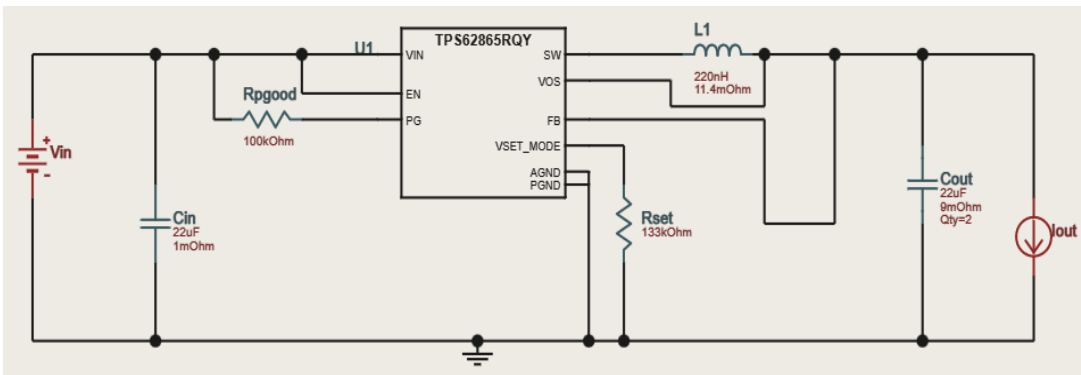 TPS62865RQY
U1
VIN
EN
PG
SW
VOS
FB
VSET_MODE
AGND
PGND
L1
220nH
11.4mOhm
Rpgood
100kOhm
+
Vin
-
Cin
22uF
1mOhm
Rset
133kOhm
Cout
22uF
9mOhm
Qty=2
Iout